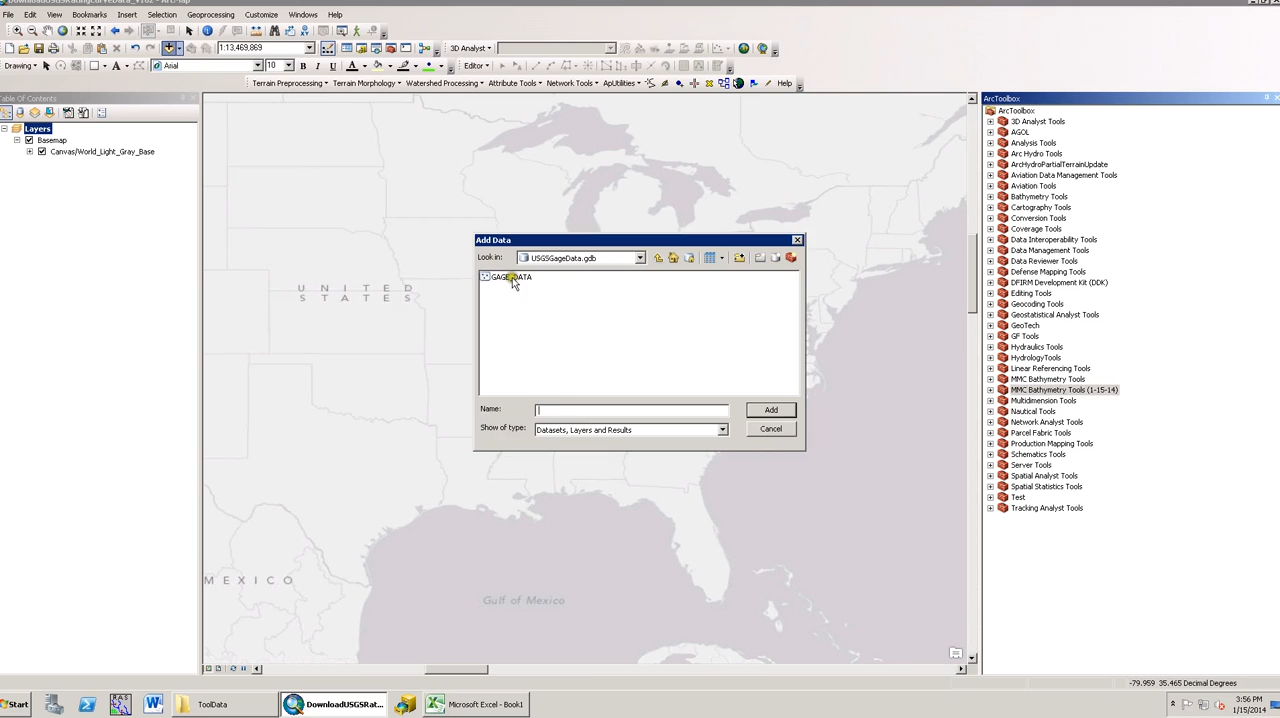 DownloadUSGSRatingCurveData_V102 - ArcMap
File Edit View Bookmarks Insert Selection Geoprocessing Customize Windows Help
1:13,469,869
3D Analyst
Drawing Arial 10 B I U A Editor
Terrain Preprocessing Terrain Morphology Watershed Processing Attribute Tools Network Tools ApUtilities Help
Table Of Contents
Layers
Basemap
Canvas/World_Light_Gray_Base
UNITED
STATES
MEXICO
Gulf of Mexico
Add Data
Look in: USGSGageData.gdb
GAGE_DATA
Name:
Add
Show of type: Datasets, Layers and Results
Cancel
ArcToolbox
ArcToolbox
3D Analyst Tools
AGOL
Analysis Tools
Arc Hydro Tools
ArcHydroPartialTerrainUpdate
Aviation Data Management Tools
Aviation Tools
Bathymetry Tools
Cartography Tools
Conversion Tools
Coverage Tools
Data Interoperability Tools
Data Management Tools
Data Reviewer Tools
Defense Mapping Tools
DFIRM Development Kit (DDK)
Editing Tools
Geocoding Tools
Geostatistical Analyst Tools
GeoTech
GF Tools
Hydraulics Tools
HydrologyTools
Linear Referencing Tools
MMC Bathymetry Tools
MMC Bathymetry Tools (1-15-14)
Multidimension Tools
Nautical Tools
Network Analyst Tools
Parcel Fabric Tools
Production Mapping Tools
Schematics Tools
Server Tools
Spatial Analyst Tools
Spatial Statistics Tools
Test
Tracking Analyst Tools
-79.959 35.465 Decimal Degrees
Start RAS ToolData DownloadUSGSRat... Microsoft Excel - Book1
3:56 PM
1/15/2014